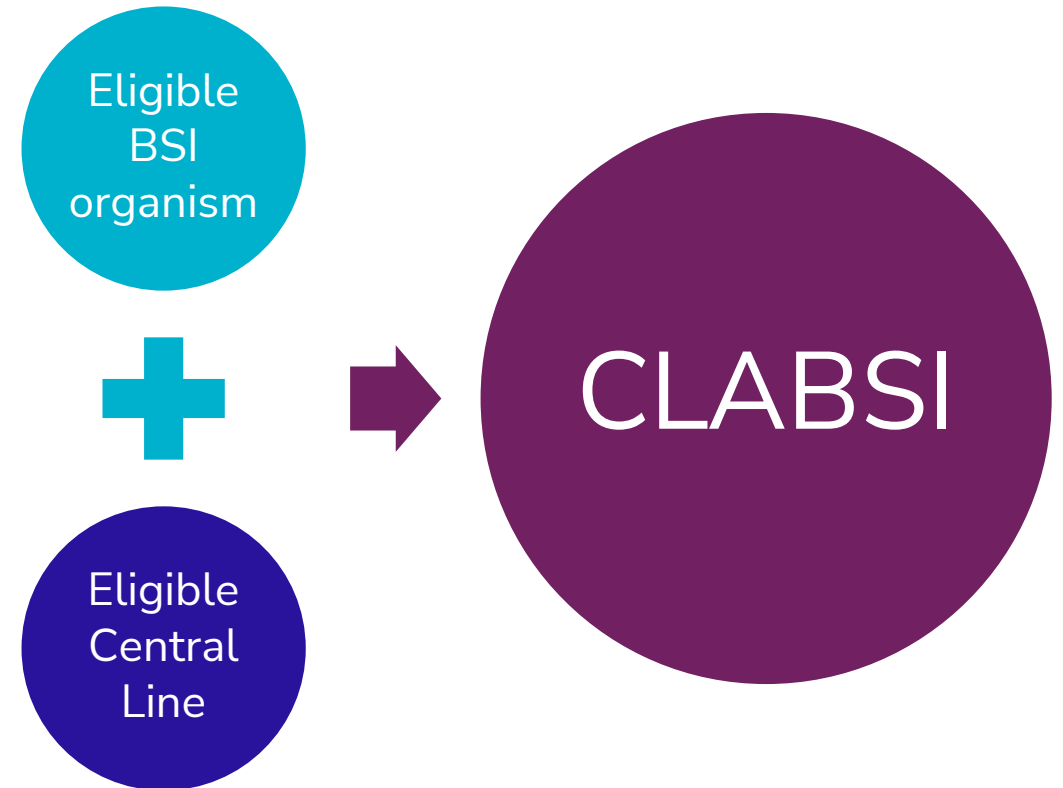 Eligible
BSI
organism
Eligible
Central
Line
CLABSI